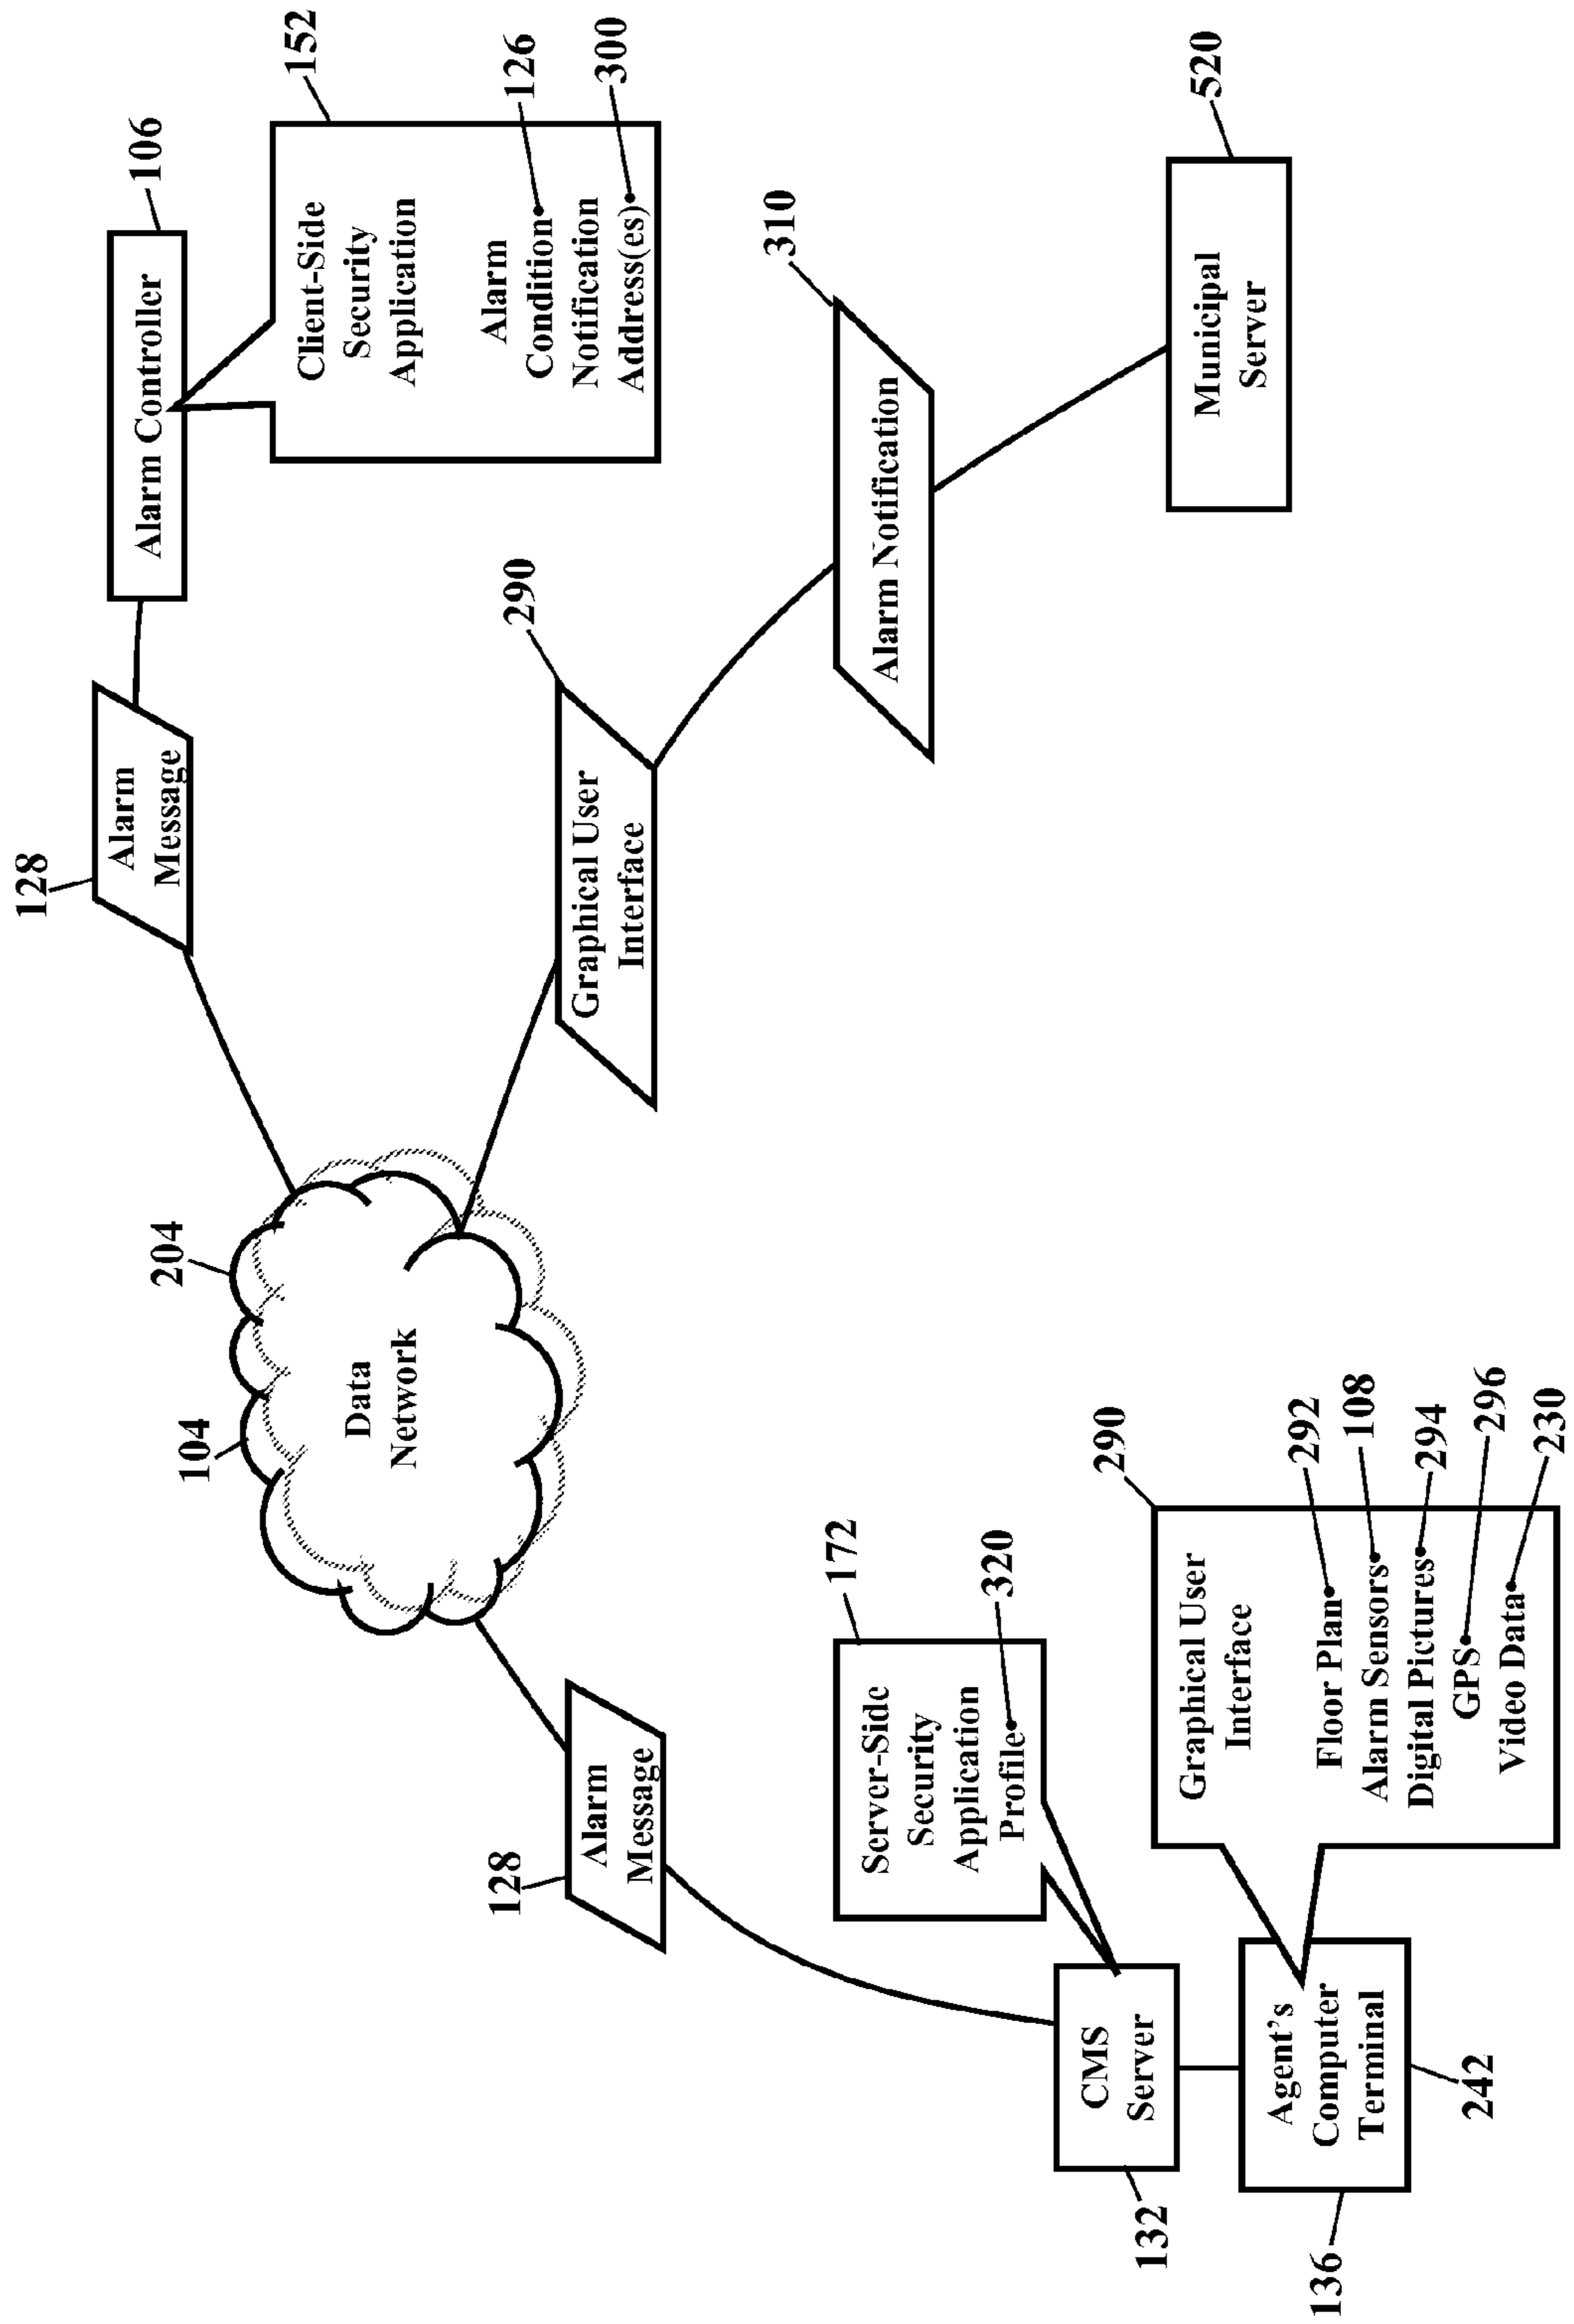 128
Alarm
Message
Alarm Controller
106
Client-Side
Security
Application
Alarm
Condition
Notification
Address(es)
152
126
300
104
204
Data
Network
290
Graphical User
Interface
310
Alarm Notification
Municipal
Server
520
128
Alarm
Message
172
Server-Side
Security
Application
Profile
320
CMS
Server
132
Agent's
Computer
Terminal
136
242
290
Graphical User
Interface
Floor Plan
Alarm Sensors
Digital Pictures
GPS
Video Data
292
108
294
296
230